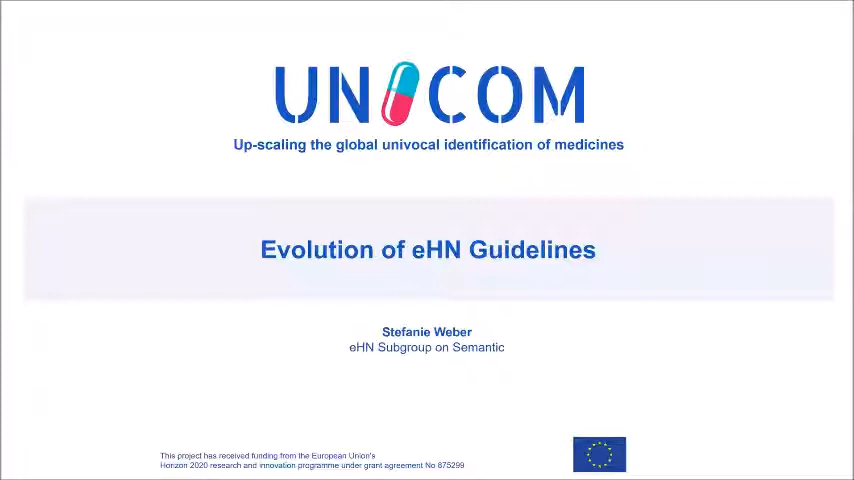 UNICOM
Up-scaling the global univocal identification of medicines
Evolution of eHN Guidelines
Stefanie Weber
eHN Subgroup on Semantic
This project has received funding from the European Union's
Horizon 2020 research and innovation programme under grant agreement No 875299